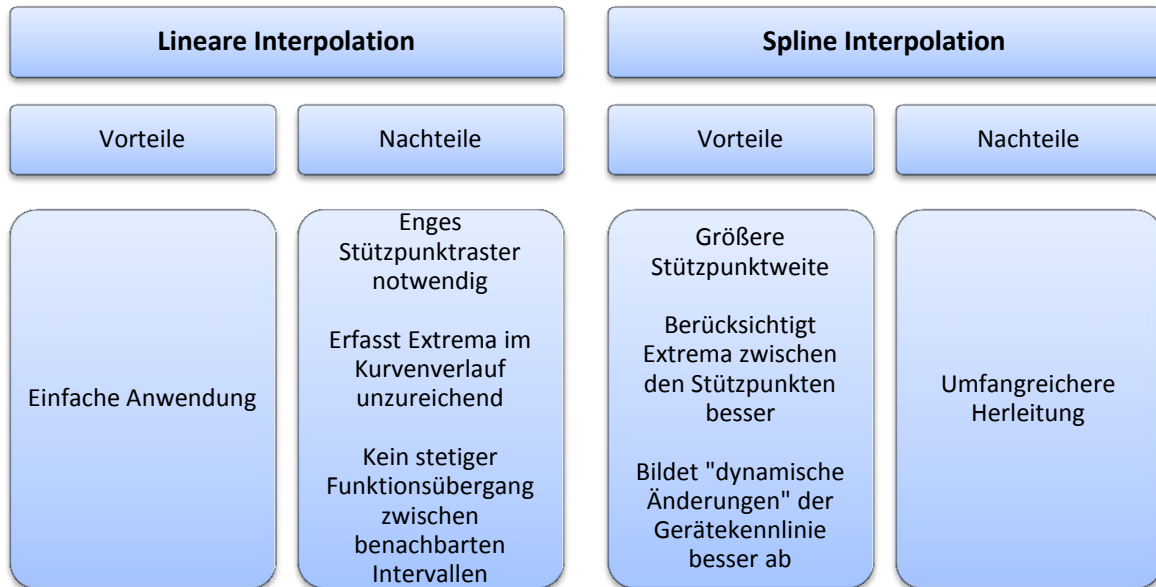 Lineare Interpolation
Vorteile
Nachteile
Einfache Anwendung
Enges
Stützpunktraster
notwendig
Erfasst Extrema im
Kurvenverlauf
unzureichend
Kein stetiger
Funktionsübergang
zwischen
benachbarten
Intervallen
Spline Interpolation
Vorteile
Nachteile
Größere
Stützpunktweite
Berücksichtigt
Extrema zwischen
den Stützpunkten
besser
Bildet "dynamische
Änderungen" der
Gerätekennlinie
besser ab
Umfangreichere
Herleitung